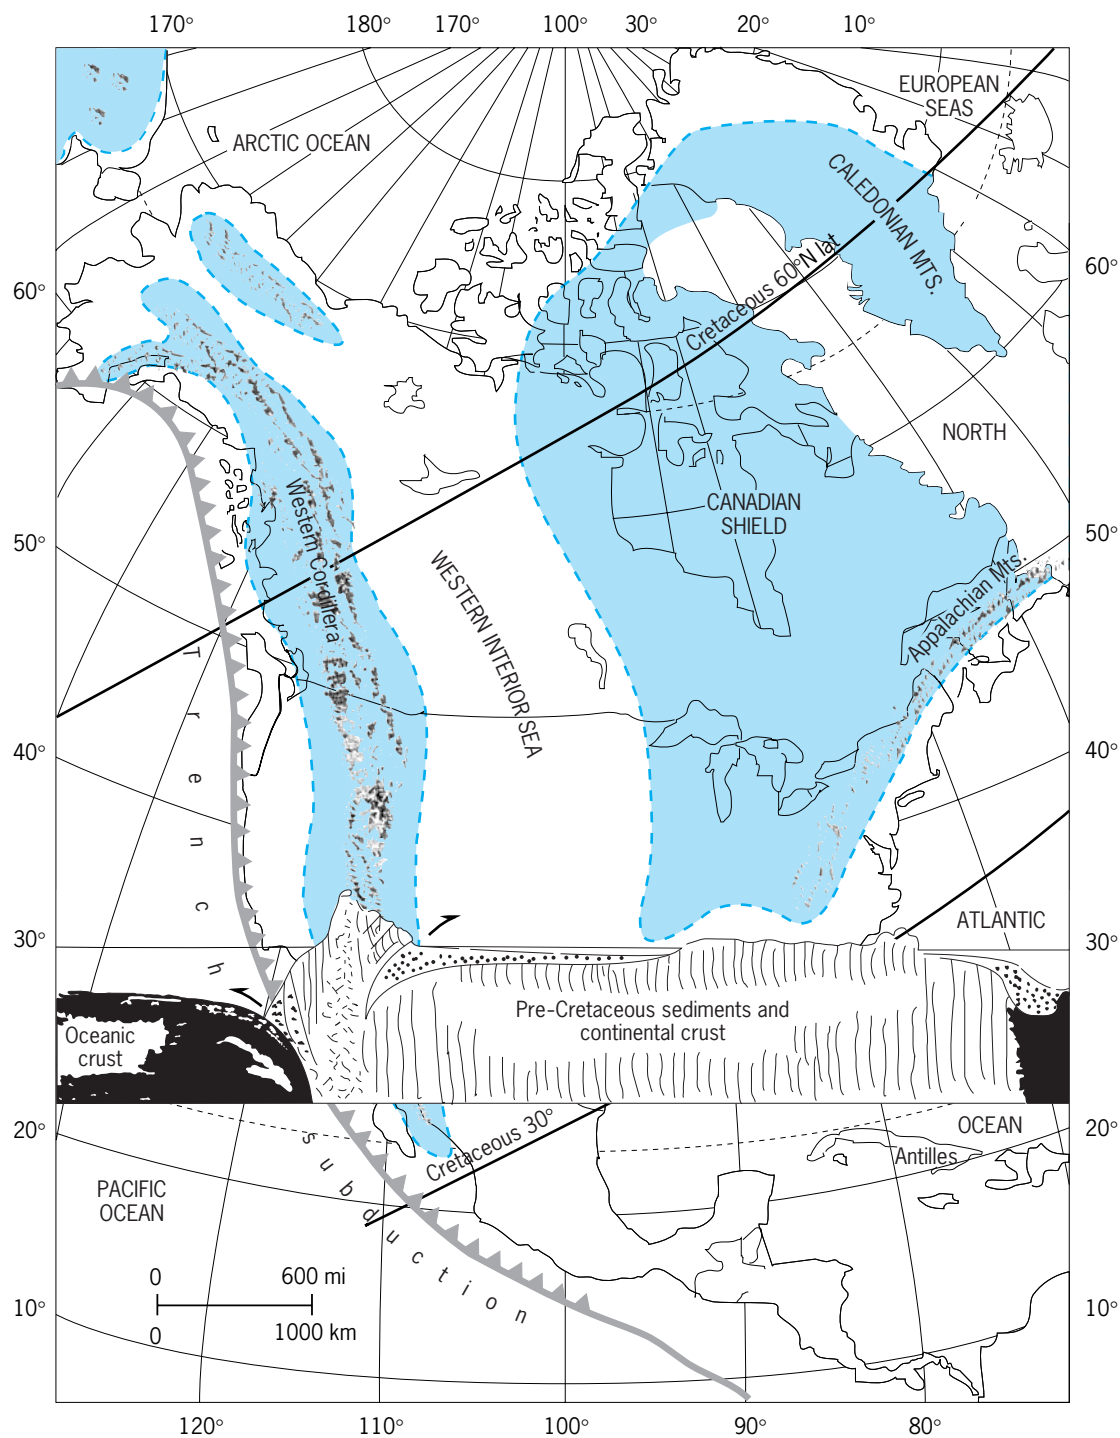 170°
180°
170°
100°
30°
20°
10°
EUROPEAN
SEAS
ARCTIC OCEAN
CALEDONIAN MTS.
Cretaceous 60°N lat
60°
60°
NORTH
CANADIAN
SHIELD
Western Cordillera
50°
50°
WESTERN INTERIOR SEA
Appalachian Mts.
Trench
40°
40°
ATLANTIC
30°
30°
Pre-Cretaceous sediments and
continental crust
Oceanic
crust
Cretaceous 30°
OCEAN
20°
20°
Antilles
subduction
PACIFIC
OCEAN
0
600 mi
0
1000 km
10°
10°
120°
110°
100°
90°
80°